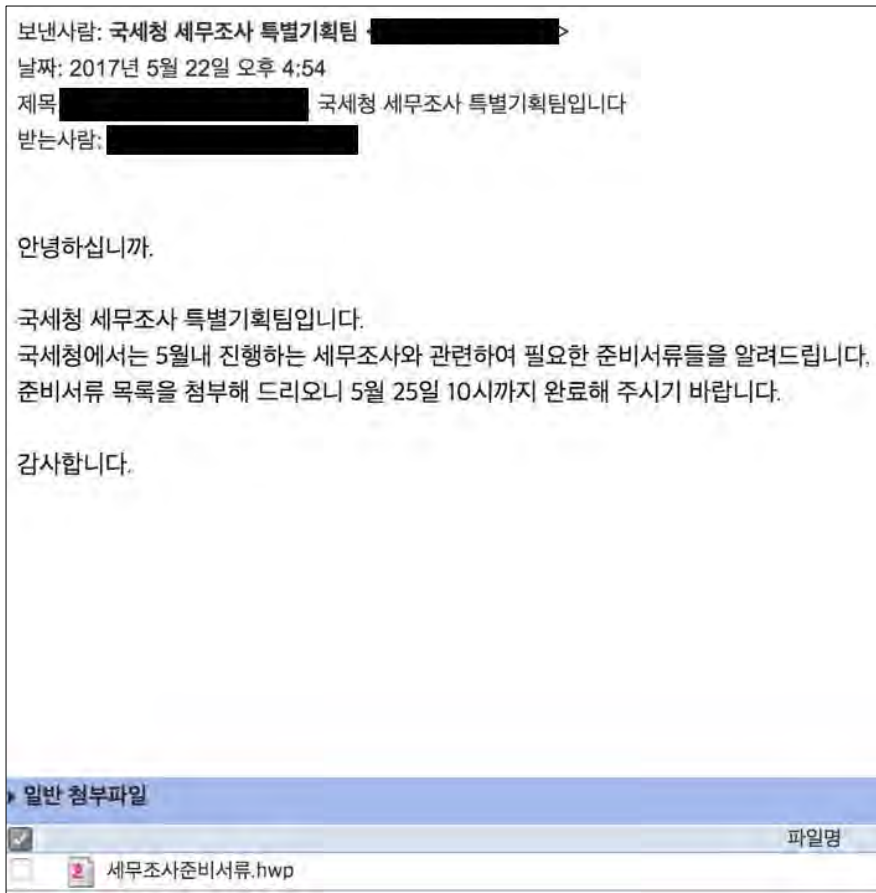 보낸사람: 국세청 세무조사 특별기획팀 < >
날짜: 2017년 5월 22일 오후 4:54
제목 국세청 세무조사 특별기획팀입니다
받는사람:
안녕하십니까.
국세청 세무조사 특별기획팀입니다.
국세청에서는 5월내 진행하는 세무조사와 관련하여 필요한 준비서류들을 알려드립니다.
준비서류 목록을 첨부해 드리오니 5월 25일 10시까지 완료해 주시기 바랍니다.
감사합니다.
일반 첨부파일
파일명
세무조사준비서류.hwp